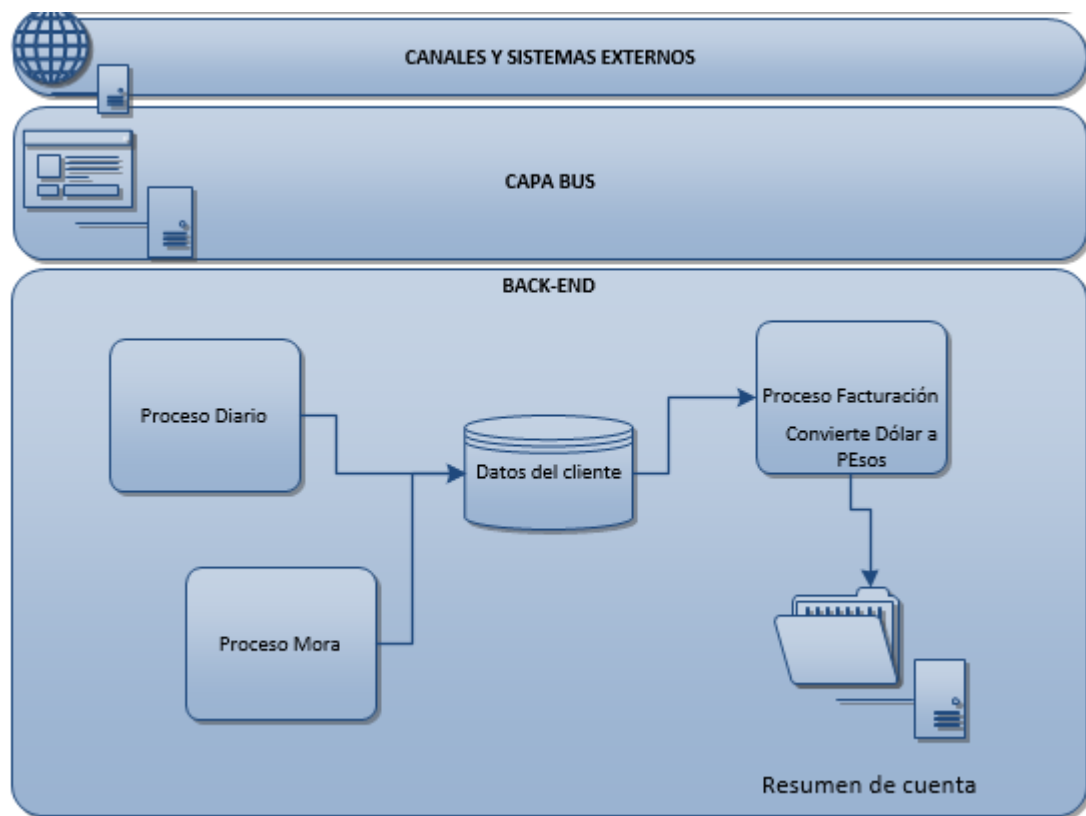 CANALES Y SISTEMAS EXTERNOS
CAPA BUS
BACK-END
Proceso Diario
Datos del cliente
Proceso Facturación
Convierte Dólar a
PEsos
Proceso Mora
Resumen de cuenta